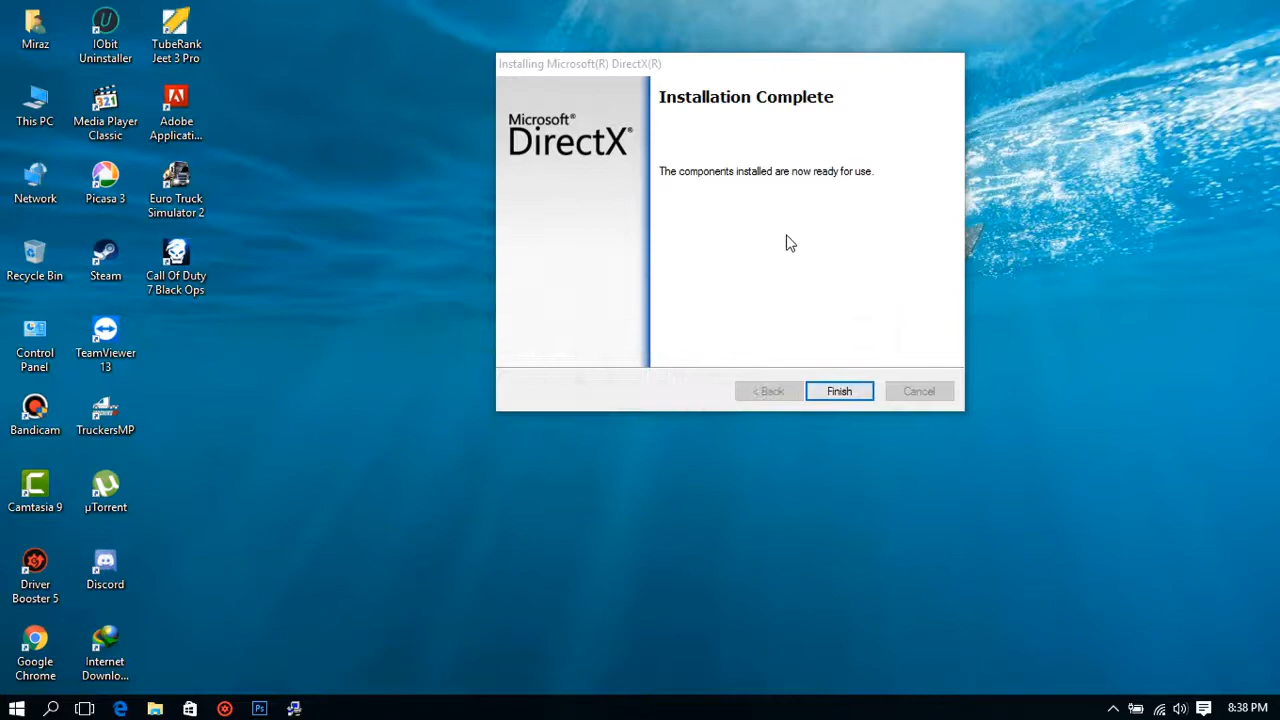 Miraz
IObit
Uninstaller
TubeRank
Jeet 3 Pro
This PC
Media Player
Classic
Adobe
Applicati...
Network
Picasa 3
Euro Truck
Simulator 2
Recycle Bin
Steam
Call Of Duty
7 Black Ops
Control
Panel
TeamViewer
13
Bandicam
TruckersMP
Camtasia 9
µTorrent
Driver
Booster 5
Discord
Google
Chrome
Internet
Downlo...
Installing Microsoft(R) DirectX(R)
Microsoft®
DirectX®
Installation Complete
The components installed are now ready for use.
< Back
Finish
Cancel
321
Ps
8:38 PM